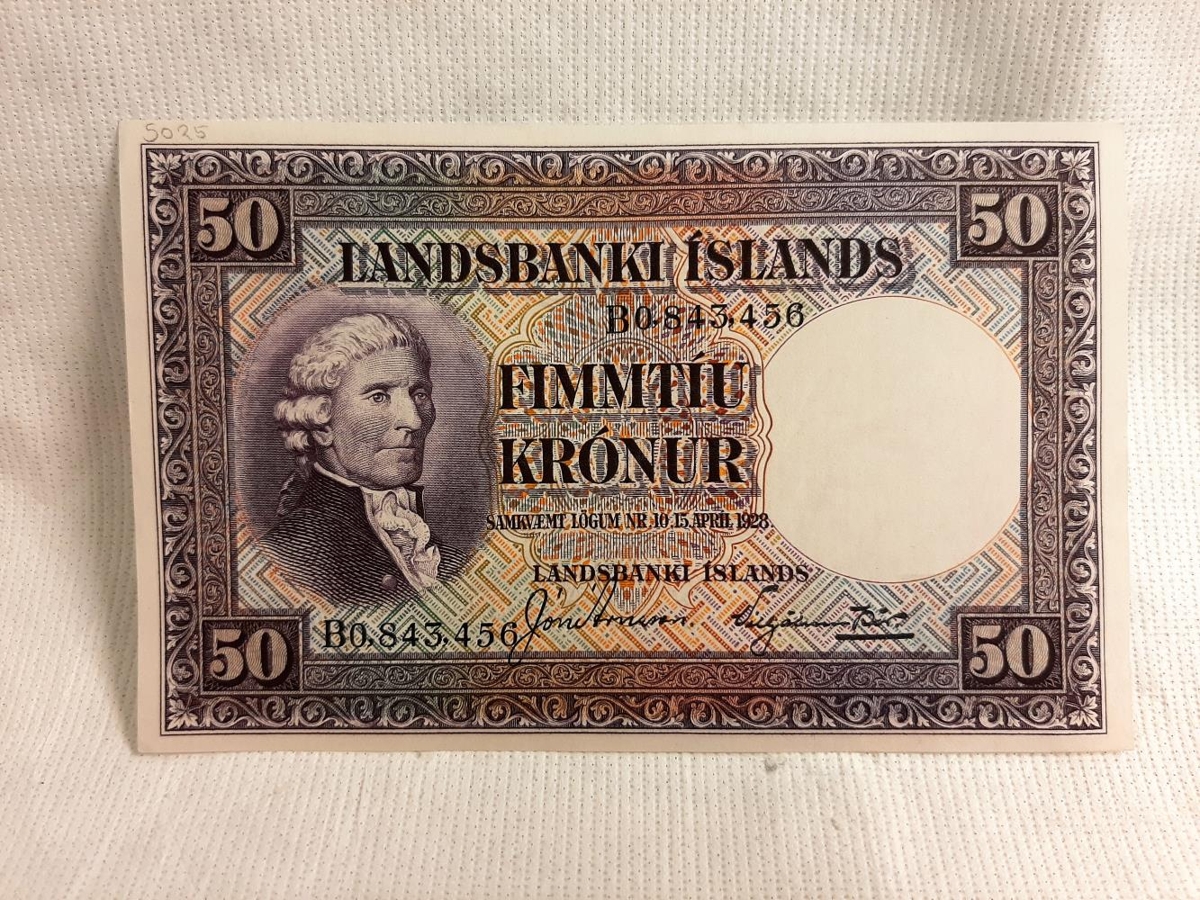 5025
50 50
LANDSBANKI ÍSLANDS
B0,843,456
FIMMTÍU
KRÓNUR
SAMKVÆMT LÖGUM NR. 10, 15. APRIL 1928.
LANDSBANKI ÍSLANDS
B0,843,456
50 50